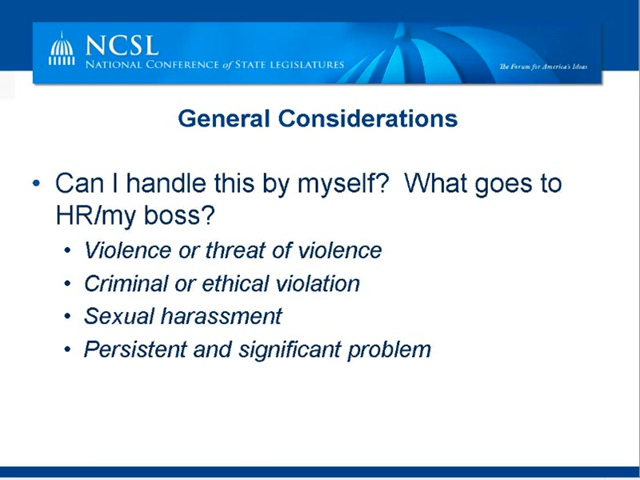 NCSL
NATIONAL CONFERENCE of STATE LEGISLATURES
The Forum for America's Ideas
General Considerations
• Can I handle this by myself? What goes to
HR/my boss?
• Violence or threat of violence
• Criminal or ethical violation
• Sexual harassment
• Persistent and significant problem